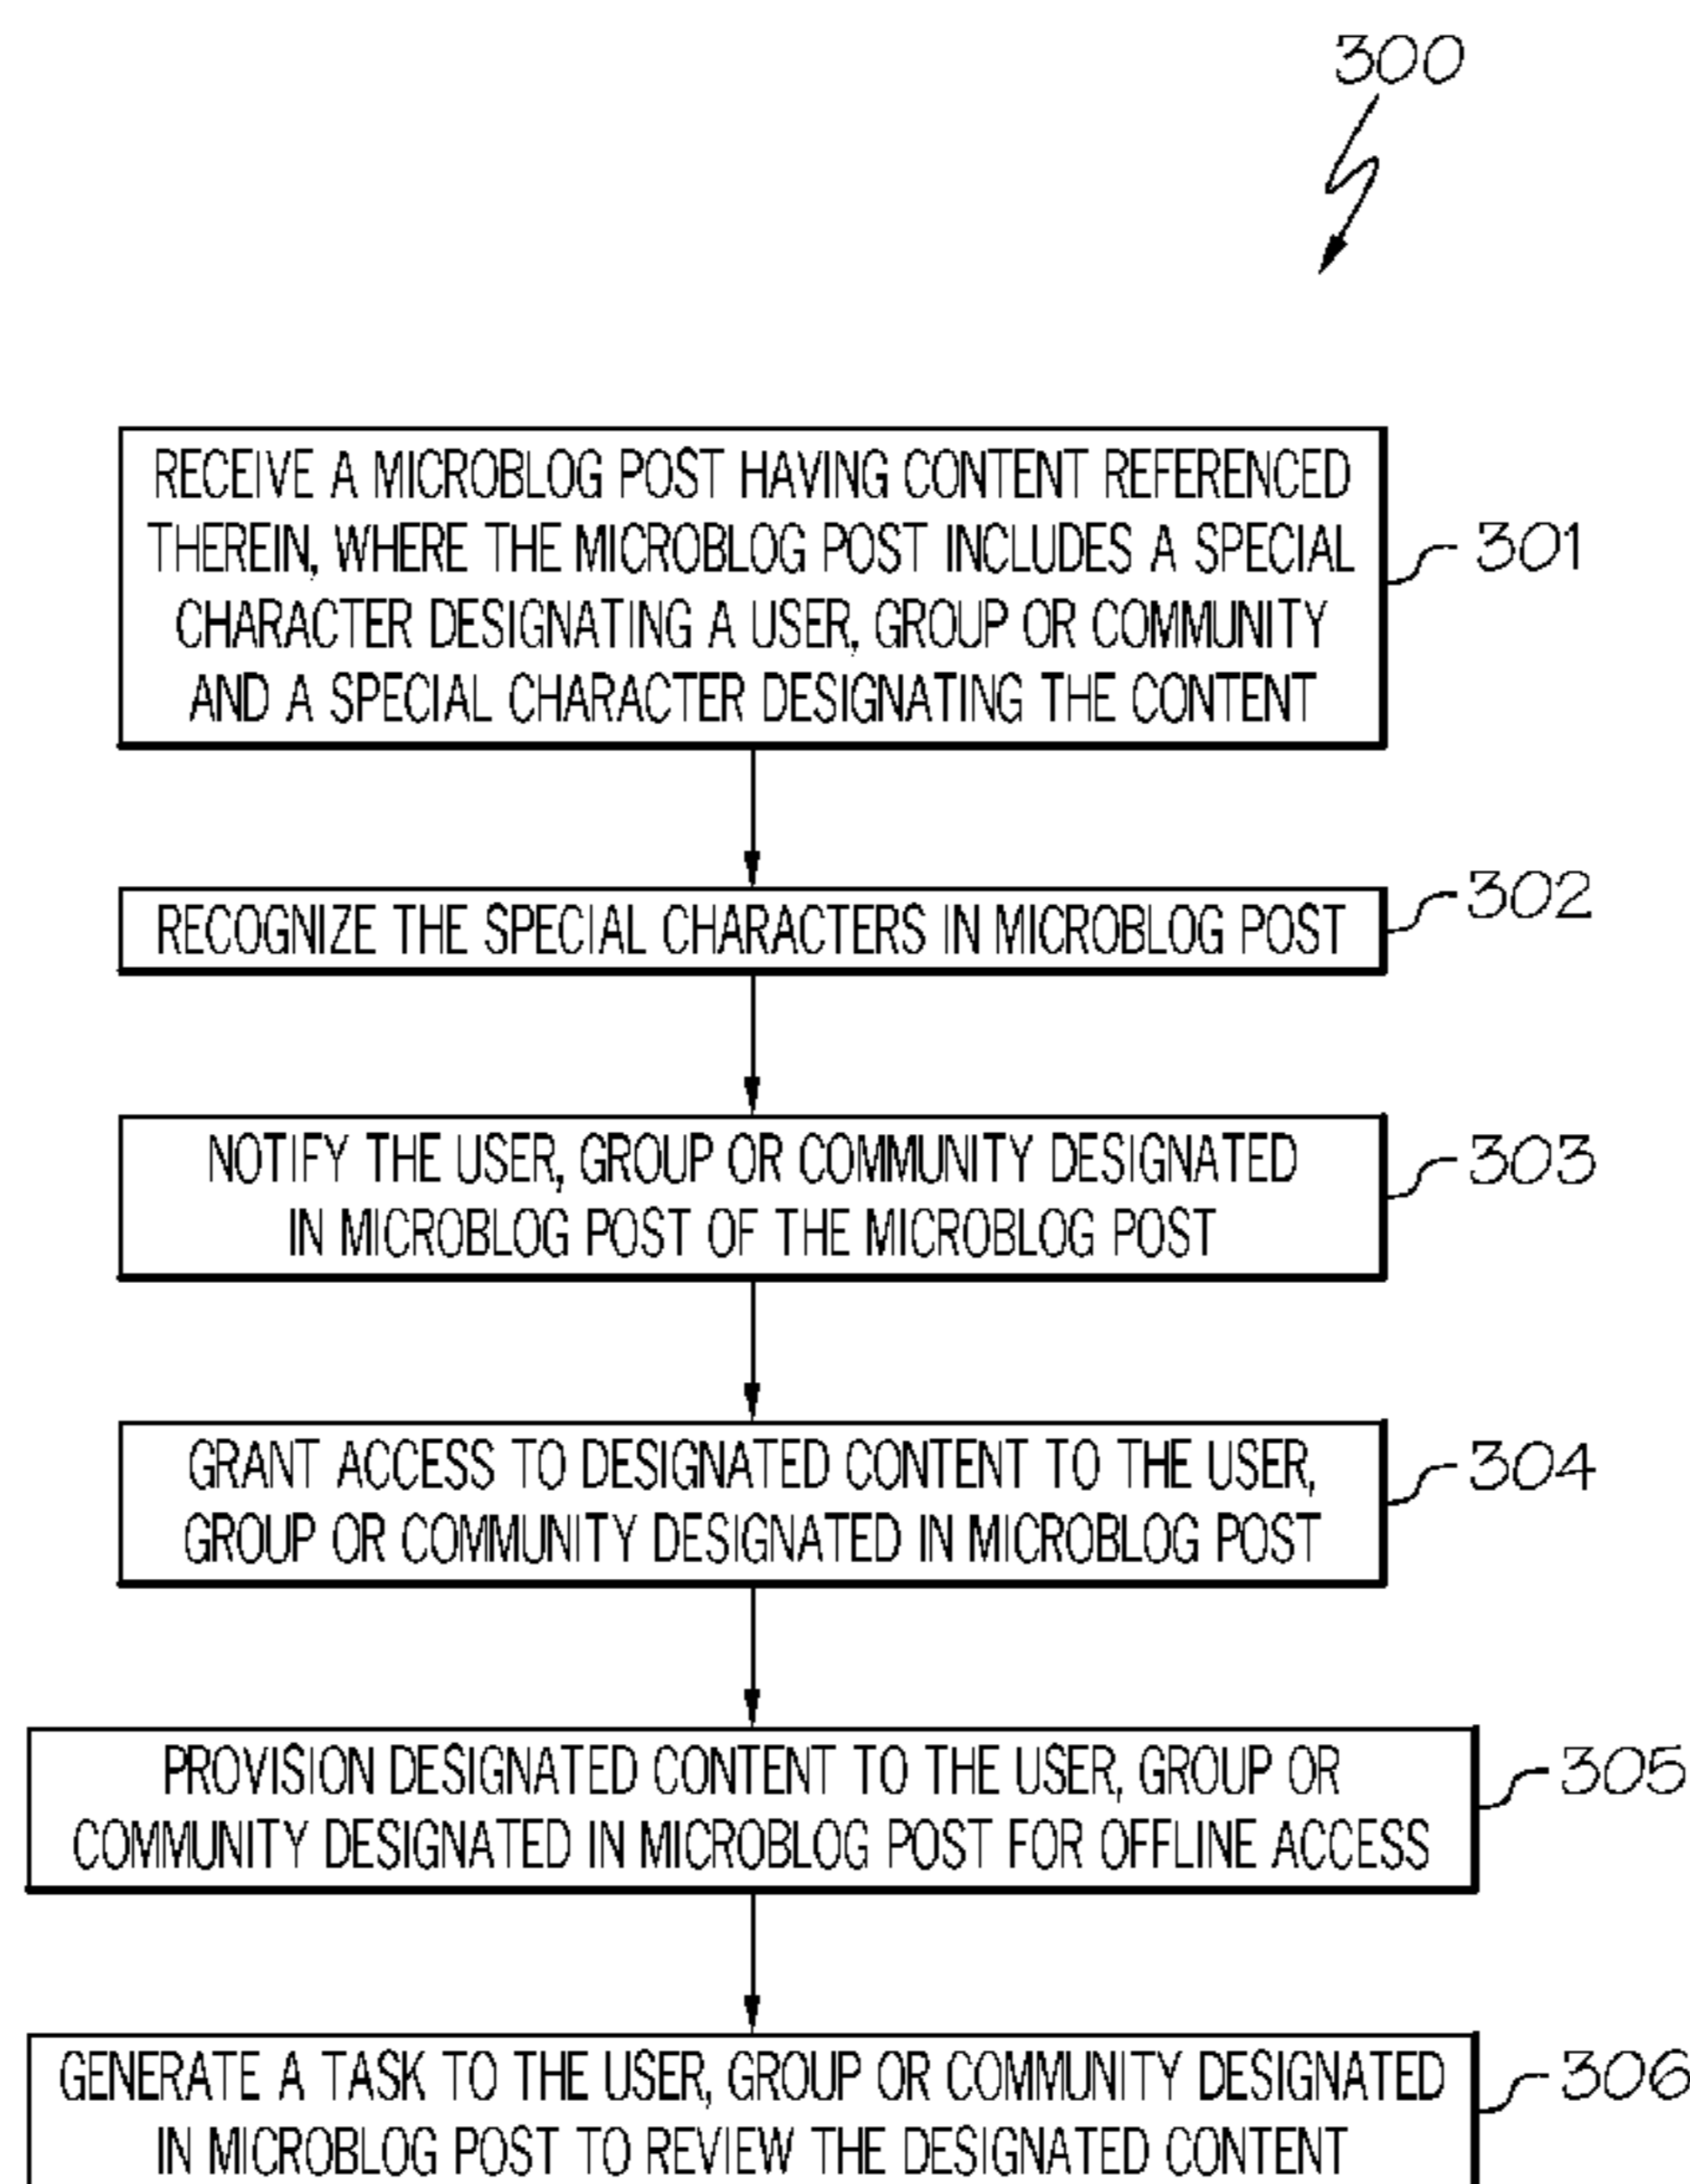 300
RECEIVE A MICROBLOG POST HAVING CONTENT REFERENCED
THEREIN, WHERE THE MICROBLOG POST INCLUDES A SPECIAL
CHARACTER DESIGNATING A USER, GROUP OR COMMUNITY
AND A SPECIAL CHARACTER DESIGNATING THE CONTENT
301
RECOGNIZE THE SPECIAL CHARACTERS IN MICROBLOG POST
302
NOTIFY THE USER, GROUP OR COMMUNITY DESIGNATED
IN MICROBLOG POST OF THE MICROBLOG POST
303
GRANT ACCESS TO DESIGNATED CONTENT TO THE USER,
GROUP OR COMMUNITY DESIGNATED IN MICROBLOG POST
304
PROVISION DESIGNATED CONTENT TO THE USER, GROUP OR
COMMUNITY DESIGNATED IN MICROBLOG POST FOR OFFLINE ACCESS
305
GENERATE A TASK TO THE USER, GROUP OR COMMUNITY DESIGNATED
IN MICROBLOG POST TO REVIEW THE DESIGNATED CONTENT
306